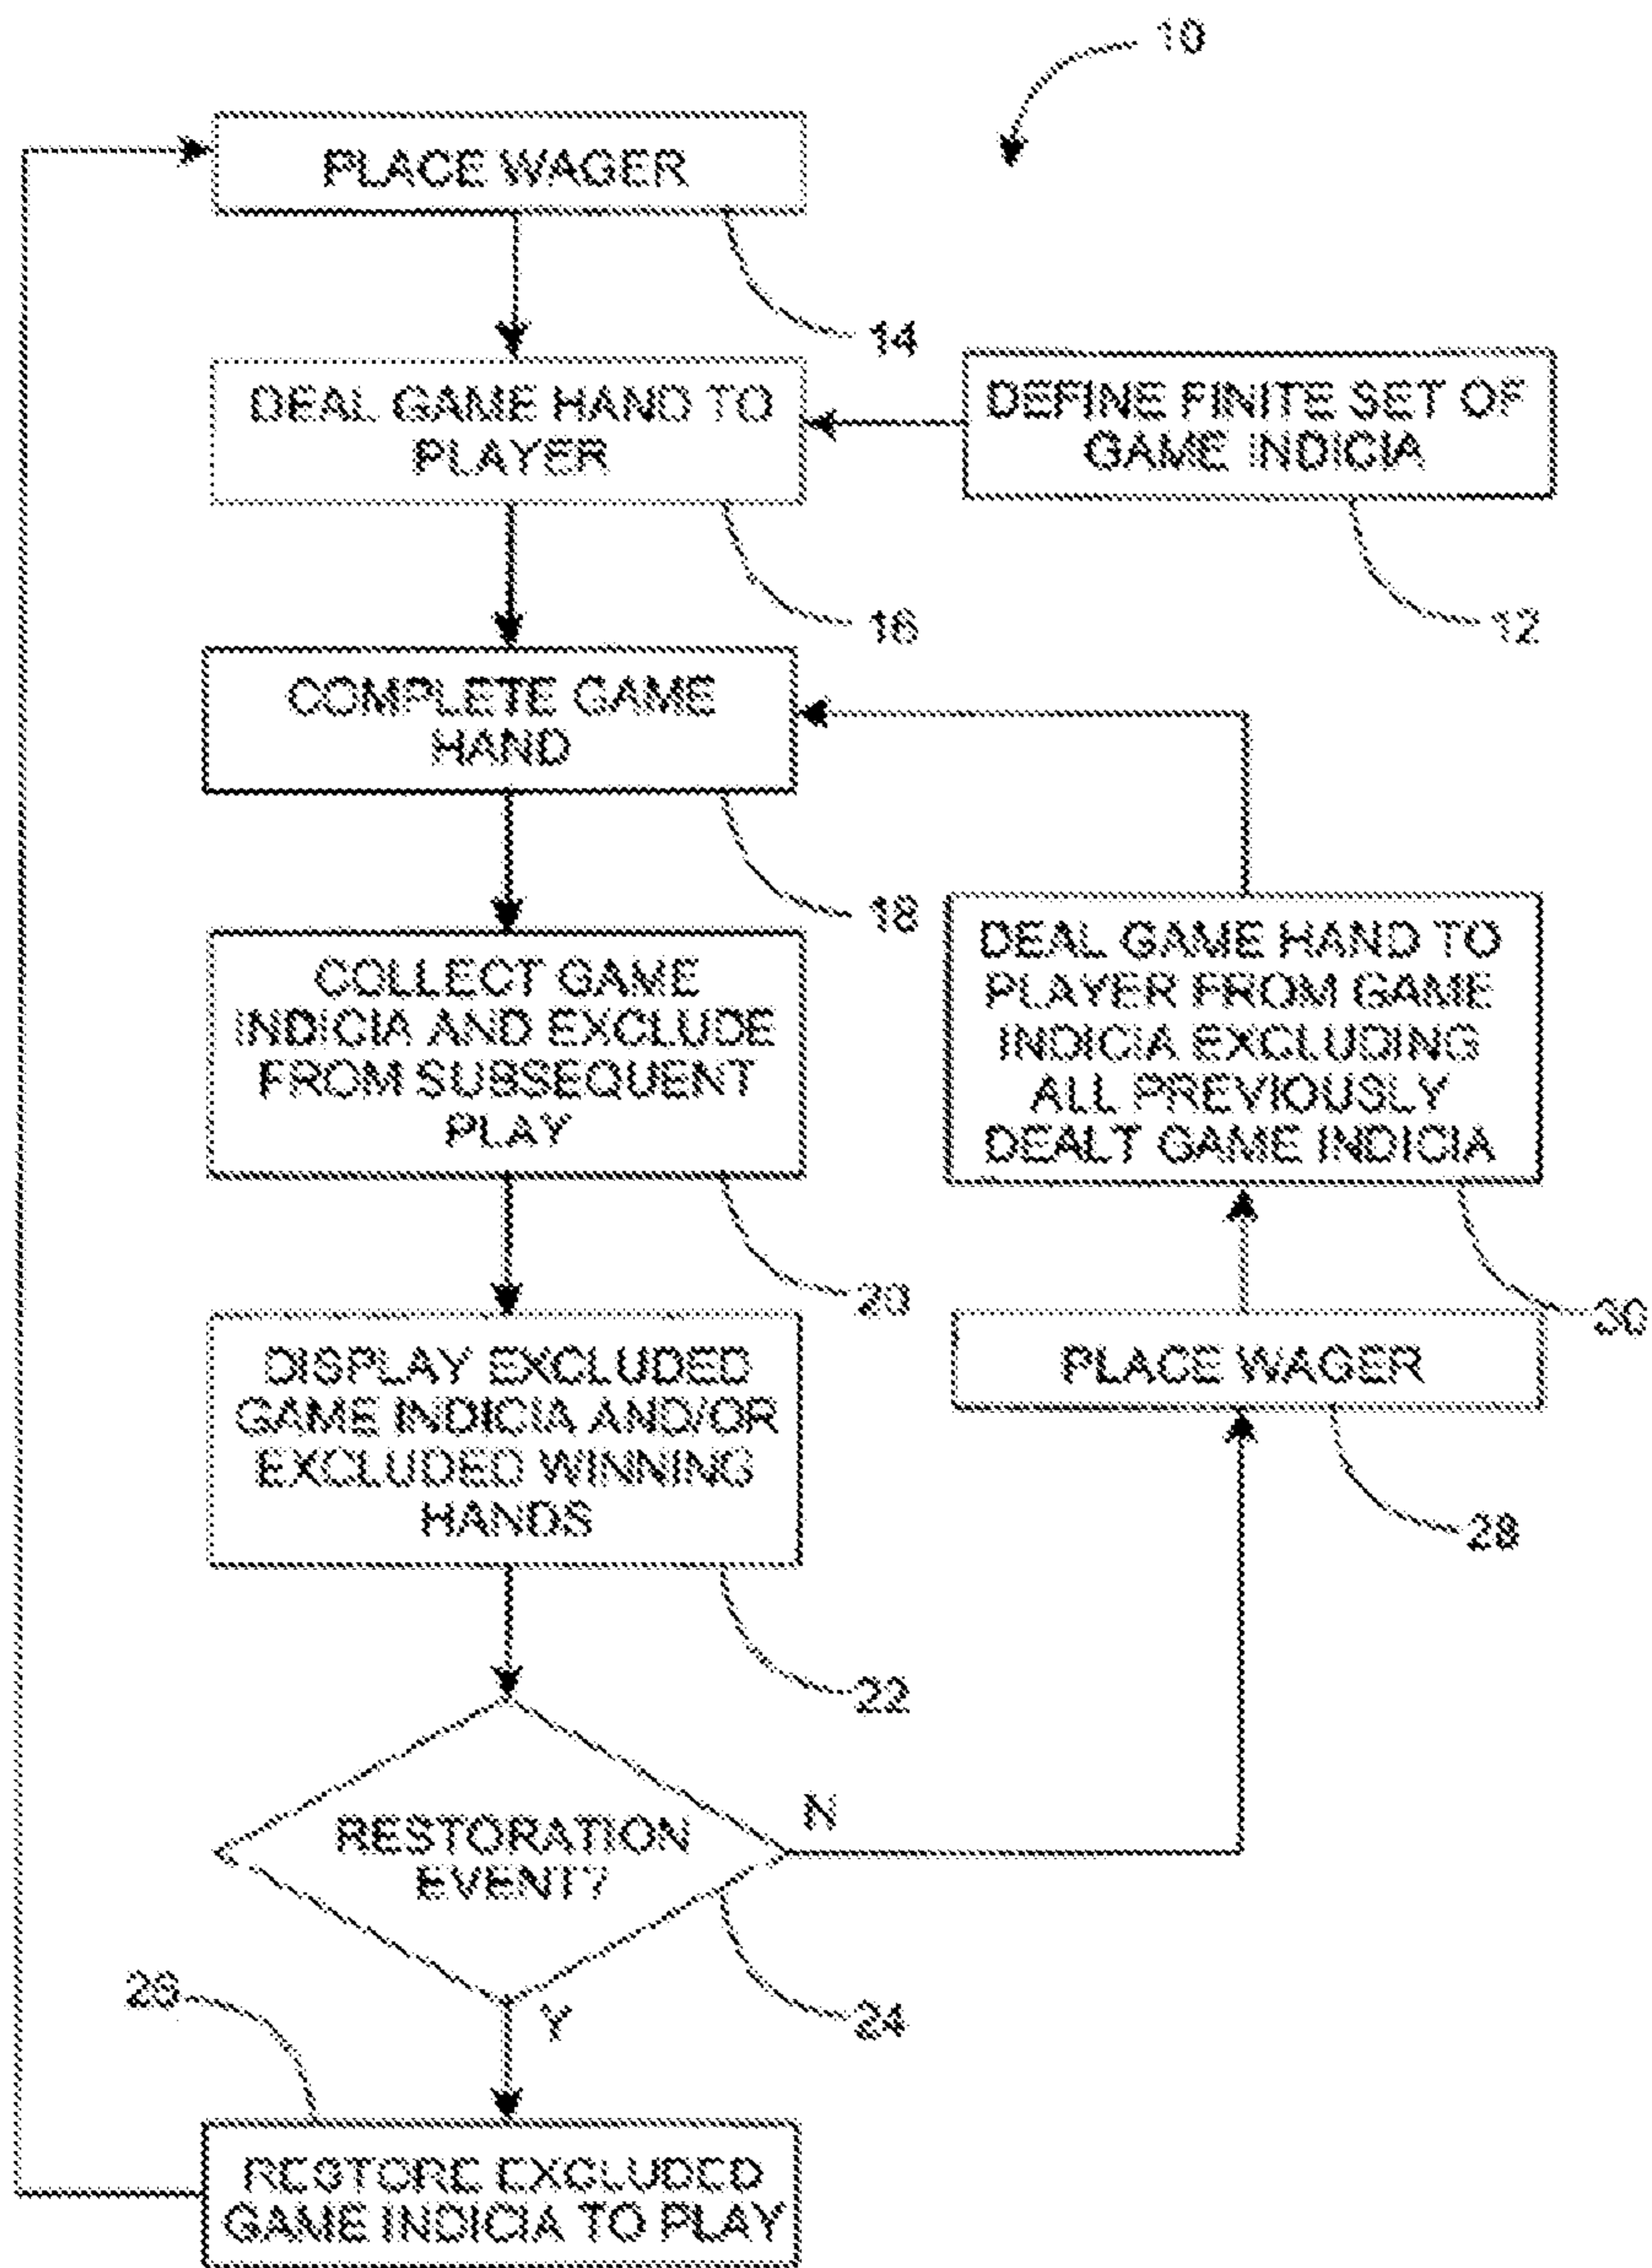 10
PLACE WAGER
14
DEAL GAME HAND TO
PLAYER
16
DEFINE FINITE SET OF
GAME INDICIA
12
COMPLETE GAME
HAND
18
COLLECT GAME
INDICIA AND EXCLUDE
FROM SUBSEQUENT
PLAY
20
DEAL GAME HAND TO
PLAYER FROM GAME
INDICIA EXCLUDING
ALL PREVIOUSLY
DEALT GAME INDICIA
30
DISPLAY EXCLUDED
GAME INDICIA AND/OR
EXCLUDED WINNING
HANDS
22
PLACE WAGER
28
RESTORATION
EVENT?
N
Y
24
26
RESTORE EXCLUDED
GAME INDICIA TO PLAY